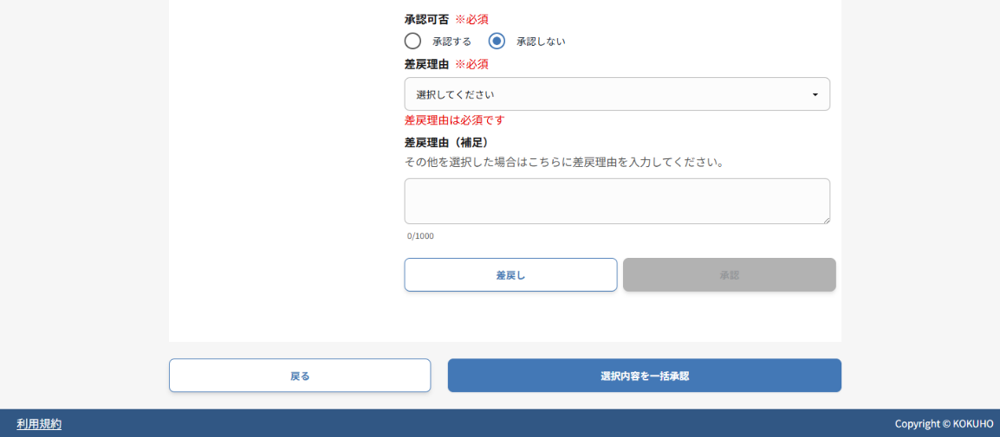 承認可否 ※必須
承認する 承認しない
差戻理由 ※必須
選択してください
差戻理由は必須です
差戻理由（補足）
その他を選択した場合はこちらに差戻理由を入力してください。
0/1000
差戻し 承認
戻る 選択内容を一括承認
利用規約 Copyright © KOKUHO